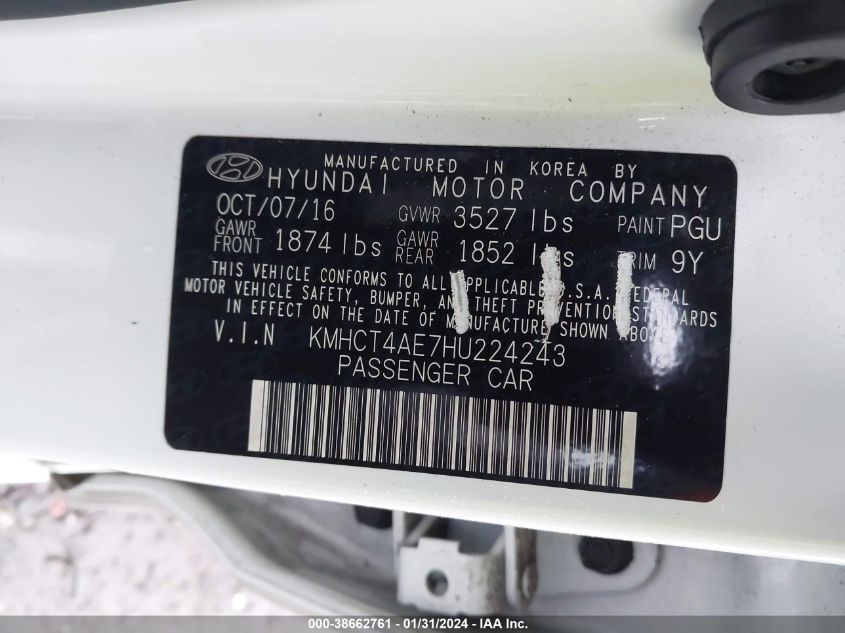 MANUFACTURED IN KOREA BY
HYUNDAI MOTOR COMPANY
OCT/07/16 GVWR 3527 lbs PAINT PGU
GAWR FRONT 1874 lbs GAWR REAR 1852 lbs TRIM 9Y
THIS VEHICLE CONFORMS TO ALL APPLICABLE U.S.A. FEDERAL
MOTOR VEHICLE SAFETY, BUMPER, AND THEFT PREVENTION STANDARDS
IN EFFECT ON THE DATE OF MANUFACTURE SHOWN ABOVE
V.I.N KMHCT4AE7HU224243
PASSENGER CAR
000-38662761 - 01/31/2024 - IAA Inc.